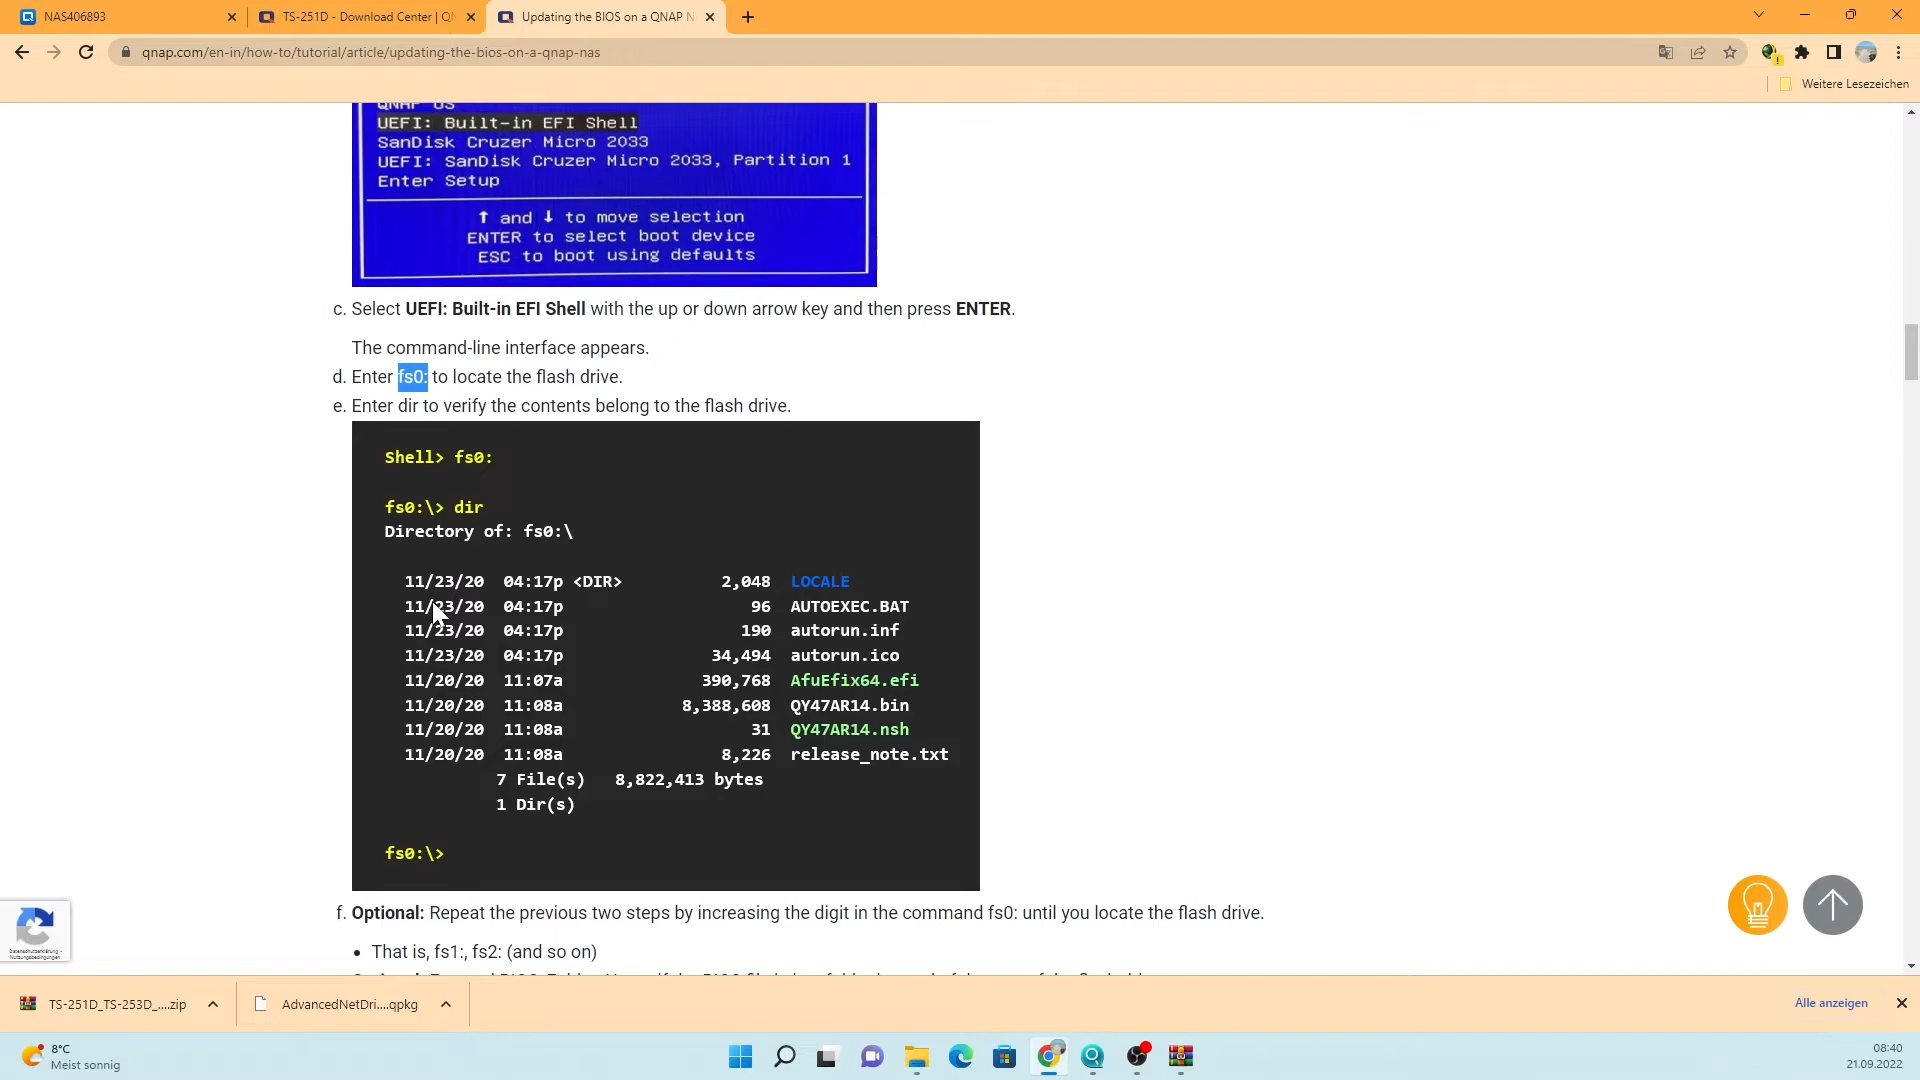 NAS406893
TS-251D - Download Center | QN
Updating the BIOS on a QNAP N
qnap.com/en-in/how-to/tutorial/article/updating-the-bios-on-a-qnap-nas
Weitere Lesezeichen
QNAP OS
UEFI: Built-in EFI Shell
SanDisk Cruzer Micro 2033
UEFI: SanDisk Cruzer Micro 2033, Partition 1
Enter Setup
↑ and ↓ to move selection
ENTER to select boot device
ESC to boot using defaults
c. Select UEFI: Built-in EFI Shell with the up or down arrow key and then press ENTER.
The command-line interface appears.
d. Enter fs0: to locate the flash drive.
e. Enter dir to verify the contents belong to the flash drive.
Shell> fs0:
fs0:\> dir
Directory of: fs0:\
11/23/20 04:17p <DIR> 2,048 LOCALE
11/23/20 04:17p 96 AUTOEXEC.BAT
11/23/20 04:17p 190 autorun.inf
11/23/20 04:17p 34,494 autorun.ico
11/20/20 11:07a 390,768 AfuEfix64.efi
11/20/20 11:08a 8,388,608 QY47AR14.bin
11/20/20 11:08a 31 QY47AR14.nsh
11/20/20 11:08a 8,226 release_note.txt
7 File(s) 8,822,413 bytes
1 Dir(s)
fs0:\>
f. Optional: Repeat the previous two steps by increasing the digit in the command fs0: until you locate the flash drive.
• That is, fs1:, fs2: (and so on)
Datenschutzerklärung - Nutzungsbedingungen
TS-251D_TS-253D_....zip
AdvancedNetDri....qpkg
Alle anzeigen
8°C
Meist sonnig
08:40
21.09.2022